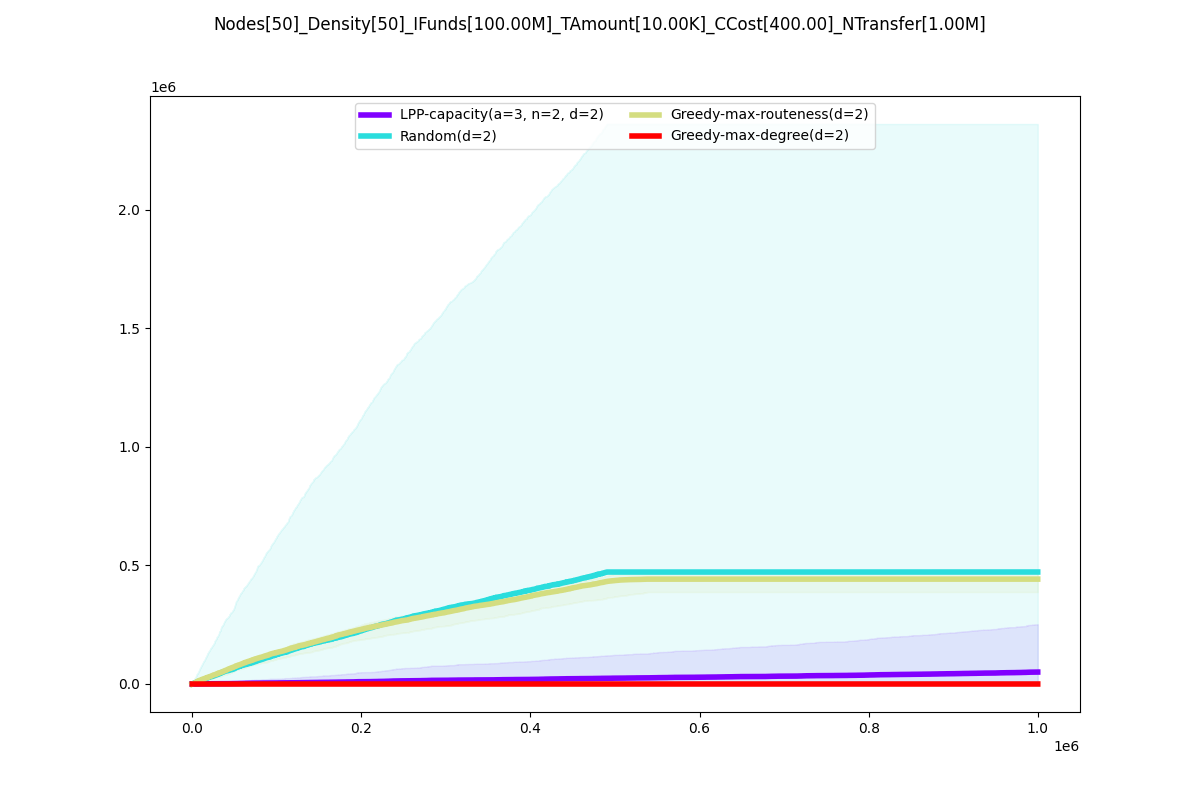 Nodes[50]_Density[50]_IFunds[100.00M]_TAmount[10.00K]_CCost[400.00]_NTransfer[1.00M]
1e6
LPP-capacity(a=3, n=2, d=2)
Random(d=2)
Greedy-max-routeness(d=2)
Greedy-max-degree(d=2)
2.0
1.5
1.0
0.5
0.0
0.0 0.2 0.4 0.6 0.8 1.0
1e6